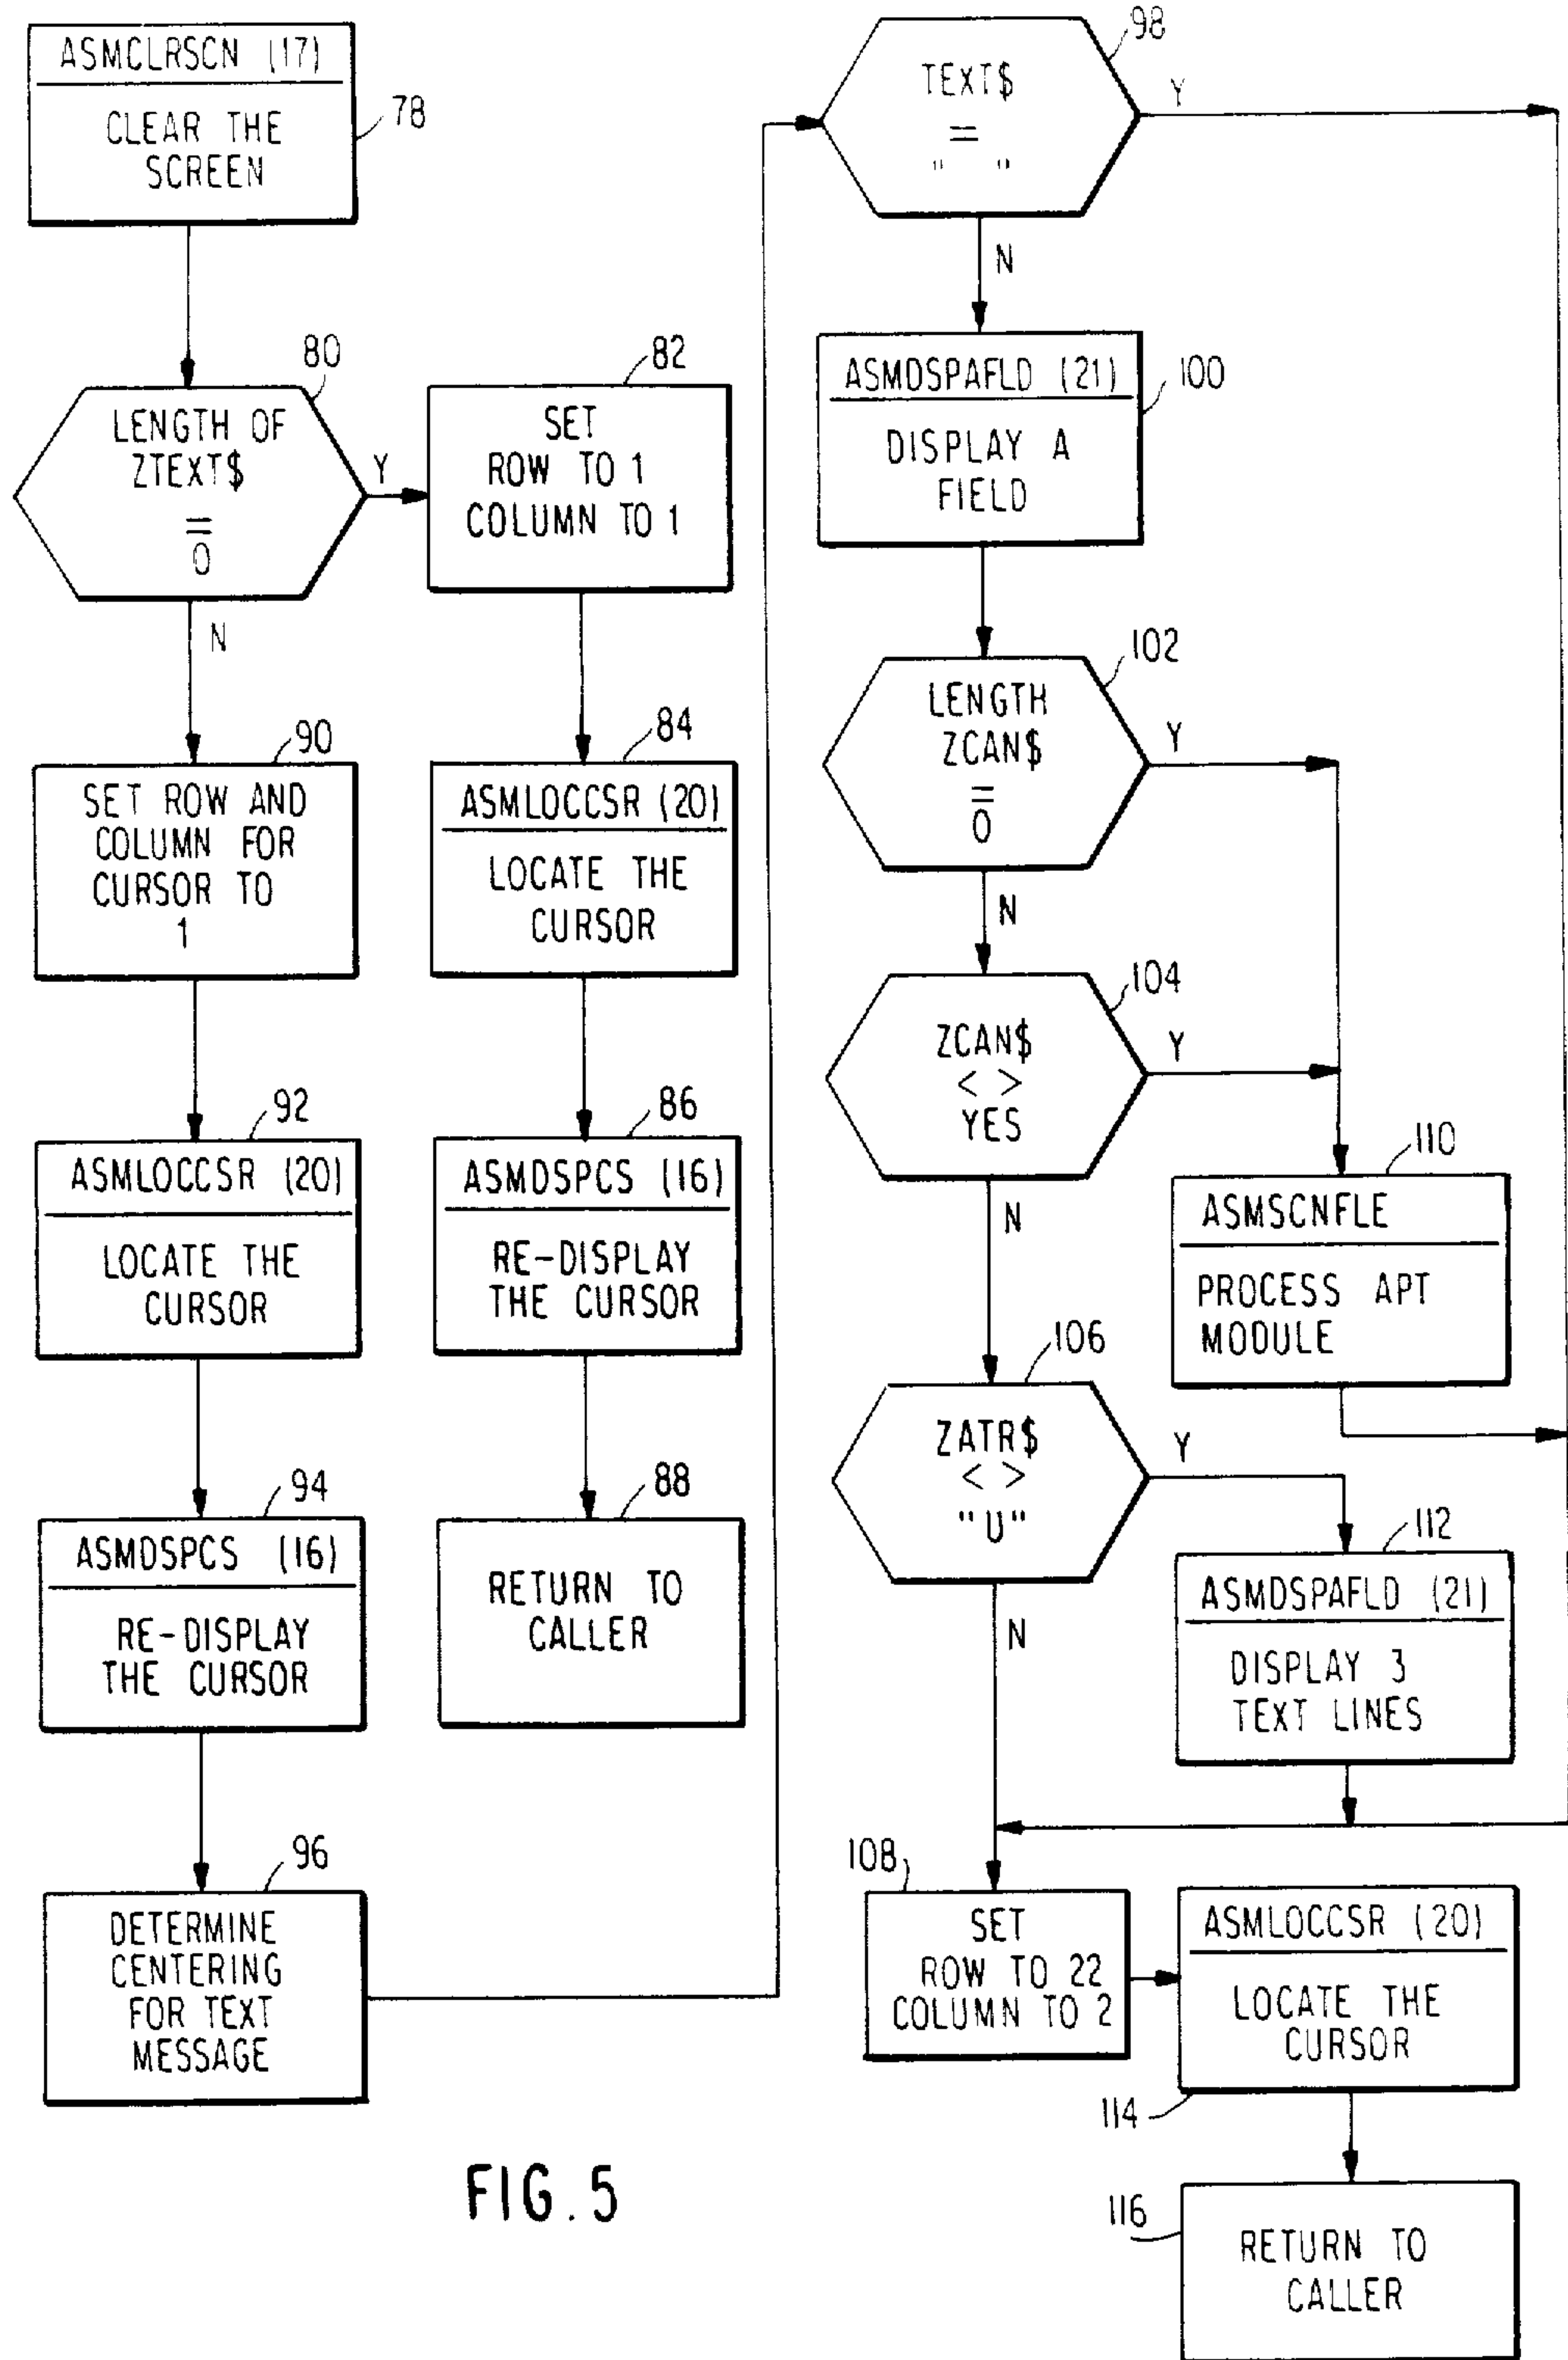 ASMCLRSCN (17)
CLEAR THE
SCREEN
78
80
LENGTH OF
ZTEXT$
=
0
Y
N
82
SET
ROW TO 1
COLUMN TO 1
84
ASMLOCCSR (20)
LOCATE THE
CURSOR
86
ASMDSPCS (16)
RE-DISPLAY
THE CURSOR
88
RETURN TO
CALLER
90
SET ROW AND
COLUMN FOR
CURSOR TO
1
92
ASMLOCCSR (20)
LOCATE THE
CURSOR
94
ASMDSPCS (16)
RE-DISPLAY
THE CURSOR
96
DETERMINE
CENTERING
FOR TEXT
MESSAGE
98
TEXT$
=
" "
Y
N
100
ASMDSPAFLD (21)
DISPLAY A
FIELD
102
LENGTH
ZCAN$
=
0
Y
N
104
ZCAN$
< >
YES
Y
N
110
ASMSCNFLE
PROCESS APT
MODULE
106
ZATR$
< >
"U"
Y
N
112
ASMDSPAFLD (21)
DISPLAY 3
TEXT LINES
108
SET
ROW TO 22
COLUMN TO 2
ASMLOCCSR (20)
LOCATE THE
CURSOR
114
116
RETURN TO
CALLER
FIG. 5